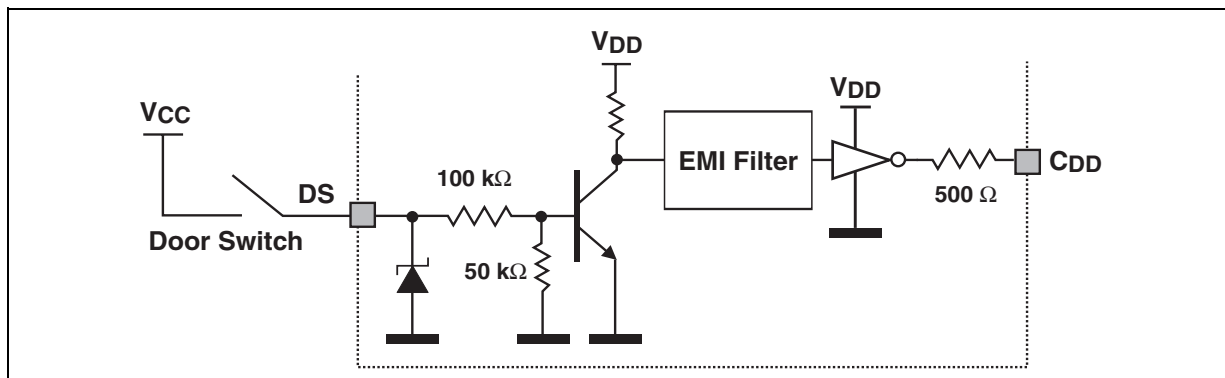 VDD
VCC
VDD
DS
100 kΩ
EMI Filter
CDD
500 Ω
Door Switch
50 kΩ